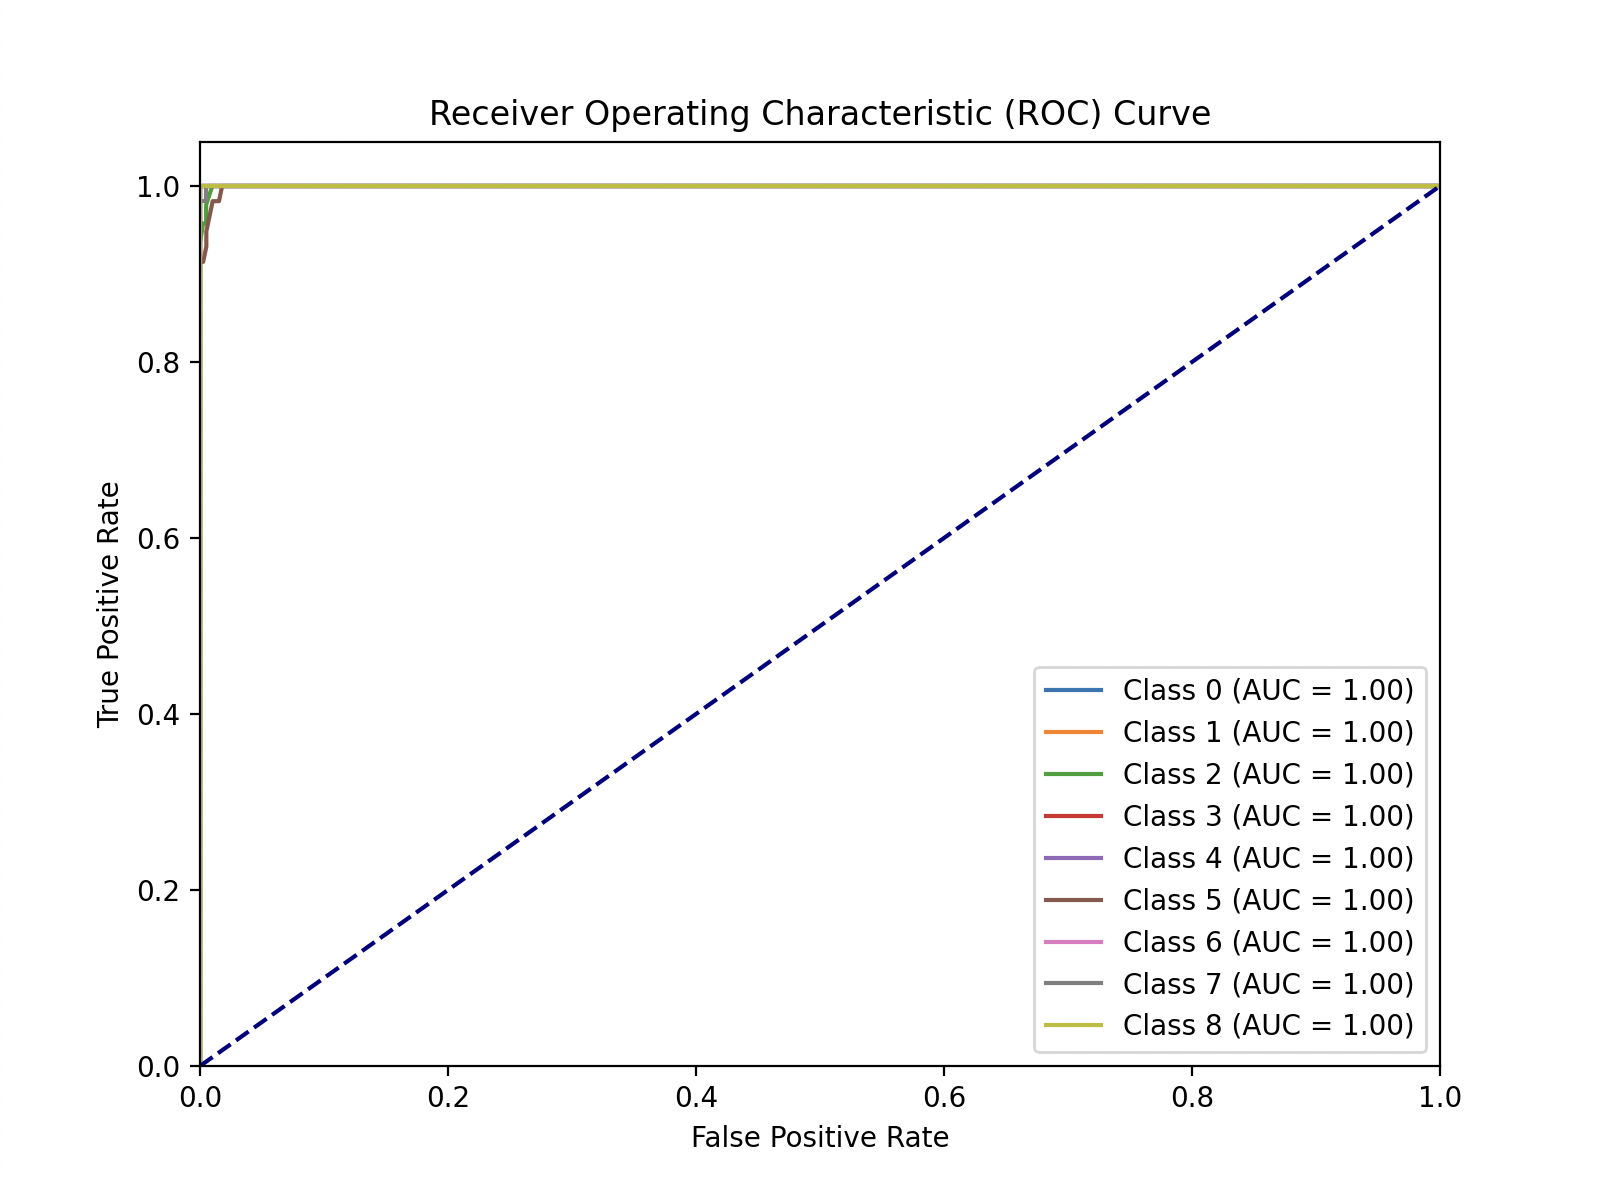 Receiver Operating Characteristic (ROC) Curve
1.0
0.8
0.6
0.4
0.2
0.0
True Positive Rate
Class 0 (AUC = 1.00)
Class 1 (AUC = 1.00)
Class 2 (AUC = 1.00)
Class 3 (AUC = 1.00)
Class 4 (AUC = 1.00)
Class 5 (AUC = 1.00)
Class 6 (AUC = 1.00)
Class 7 (AUC = 1.00)
Class 8 (AUC = 1.00)
0.0 0.2 0.4 0.6 0.8 1.0
False Positive Rate